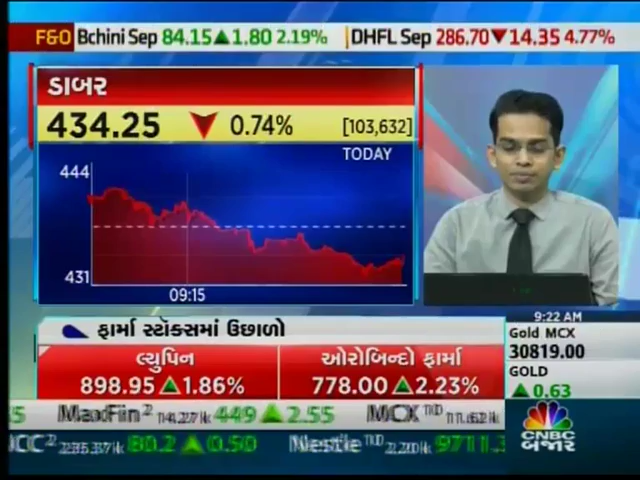 F&O Bchini Sep 84.15▲1.80 2.19% DHFL Sep 286.70▼14.35 4.77%
ડાબર
434.25 ▼ 0.74% [103,632]
TODAY
444
431
09:15
ફાર્મા સ્ટૉક્સમાં ઉછાળો
લ્યુપિન
898.95▲1.86%
ઓરોબિન્દો ફાર્મા
778.00▲2.23%
9:22 AM
Gold MCX
30819.00
GOLD
▲0.63
MaxFin 449▲2.55 MCX
80.2▲0.50 Nestle 9711.3
CNBC
બજાર